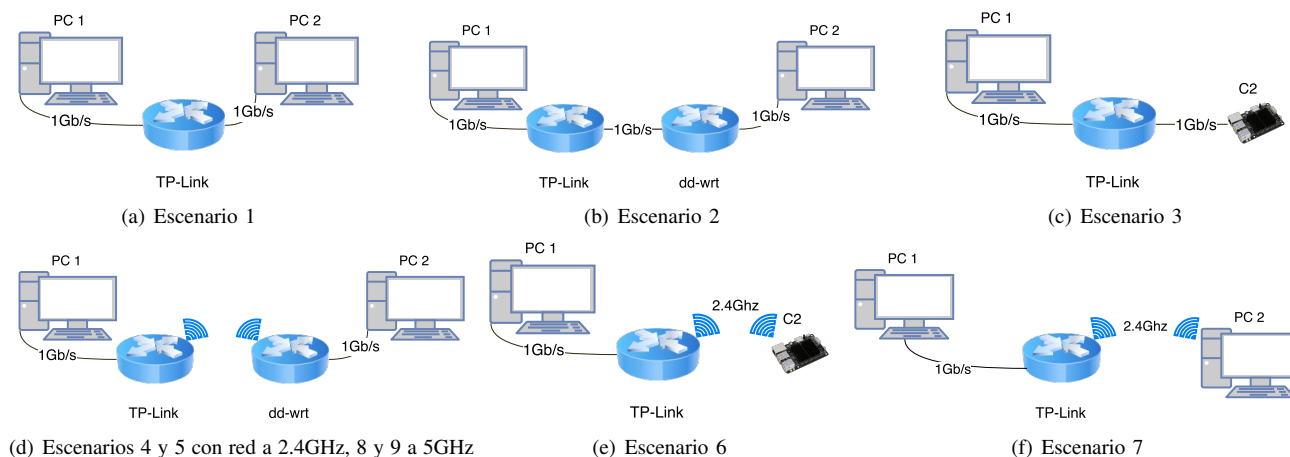 PC 1
PC 2
1Gb/s
1Gb/s
TP-Link
(a) Escenario 1
PC 1
PC 2
1Gb/s
1Gb/s
1Gb/s
TP-Link
dd-wrt
(b) Escenario 2
PC 1
C2
1Gb/s
1Gb/s
TP-Link
(c) Escenario 3
PC 1
PC 2
1Gb/s
1Gb/s
TP-Link
dd-wrt
(d) Escenarios 4 y 5 con red a 2.4GHz, 8 y 9 a 5GHz
PC 1
2.4Ghz
C2
1Gb/s
TP-Link
(e) Escenario 6
PC 1
2.4Ghz
PC 2
1Gb/s
TP-Link
(f) Escenario 7